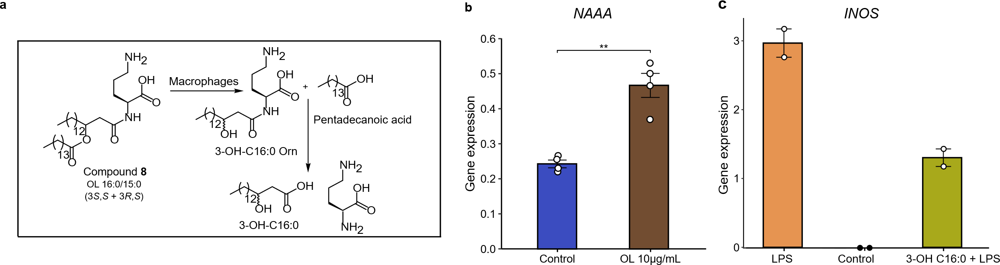 a
NH2
OH
O
NH
12
O
O
13
O
Compound 8
OL 16:0/15:0
(3S,S + 3R,S)
Macrophages
NH2
OH
O
NH
12
OH
O
3-OH-C16:0 Orn
+
OH
13
O
Pentadecanoic acid
OH
12
OH
O
3-OH-C16:0
NH2
OH
O
NH2
b
NAAA
**
Gene expression
0.6
0.5
0.4
0.3
0.2
0.1
0.0
Control
OL 10µg/mL
c
INOS
Gene expression
3
2
1
0
LPS
Control
3-OH C16:0 + LPS